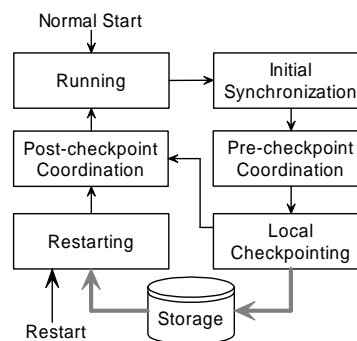 Normal Start
Running
Initial
Synchronization
Post-checkpoint
Coordination
Pre-checkpoint
Coordination
Restarting
Local
Checkpointing
Storage
Restart